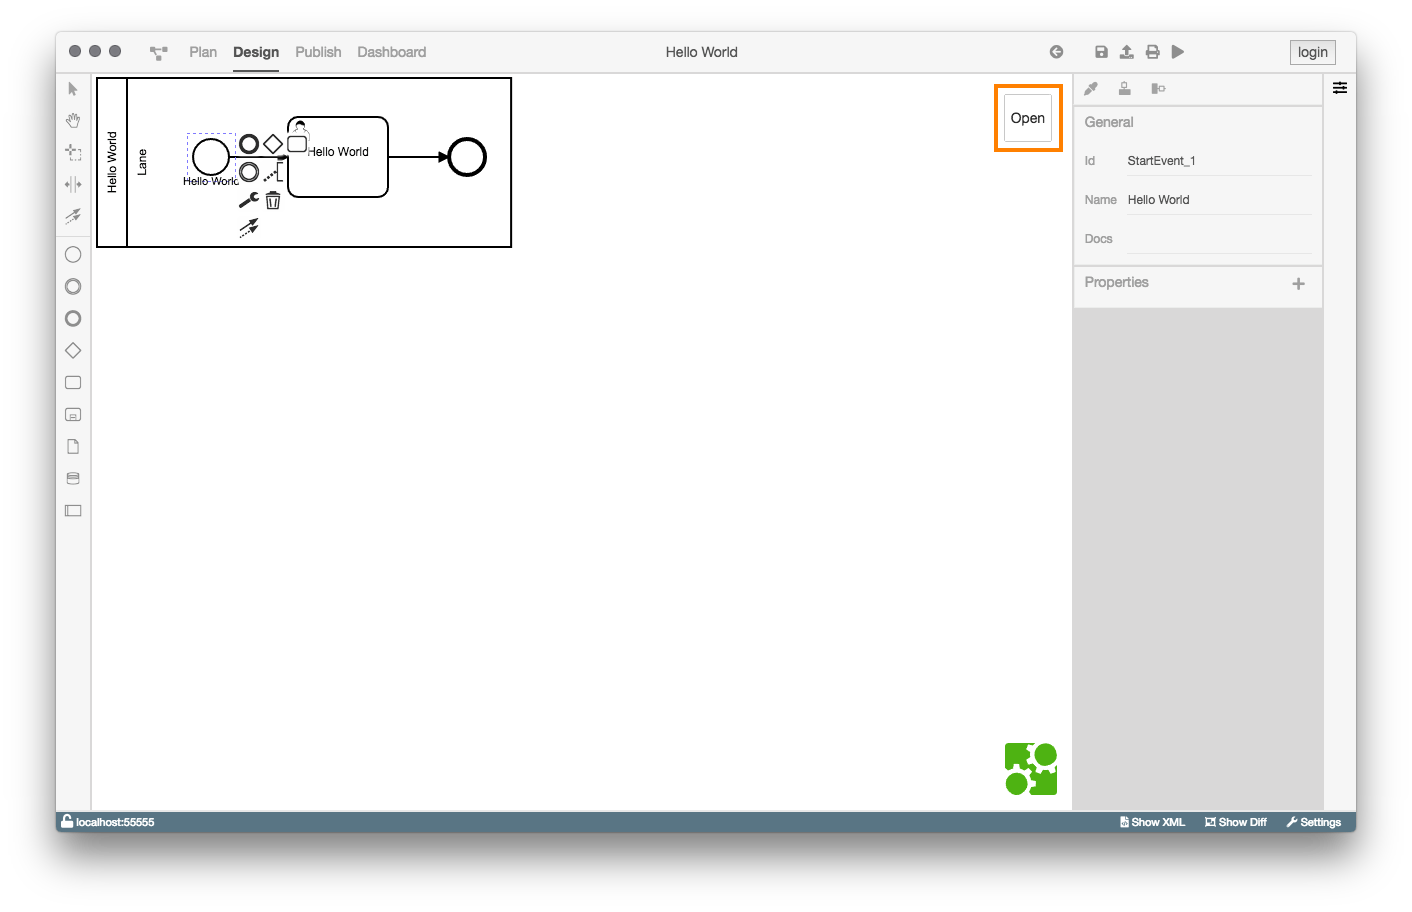 Plan Design Publish Dashboard
Hello World
login
Hello World
Lane
Hello World
Hello World
Open
General
Id StartEvent_1
Name Hello World
Docs
Properties
localhost:55555
Show XML Show Diff Settings